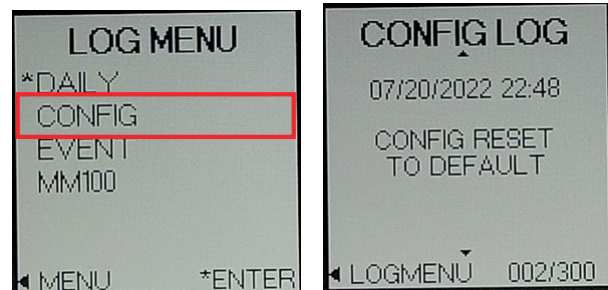 LOG MENU
*DAILY
CONFIG
EVENT
MM100
◄ MENU *ENTER
CONFIG LOG
07/20/2022 22:48
CONFIG RESET
TO DEFAULT
◄ LOGMENU 002/300